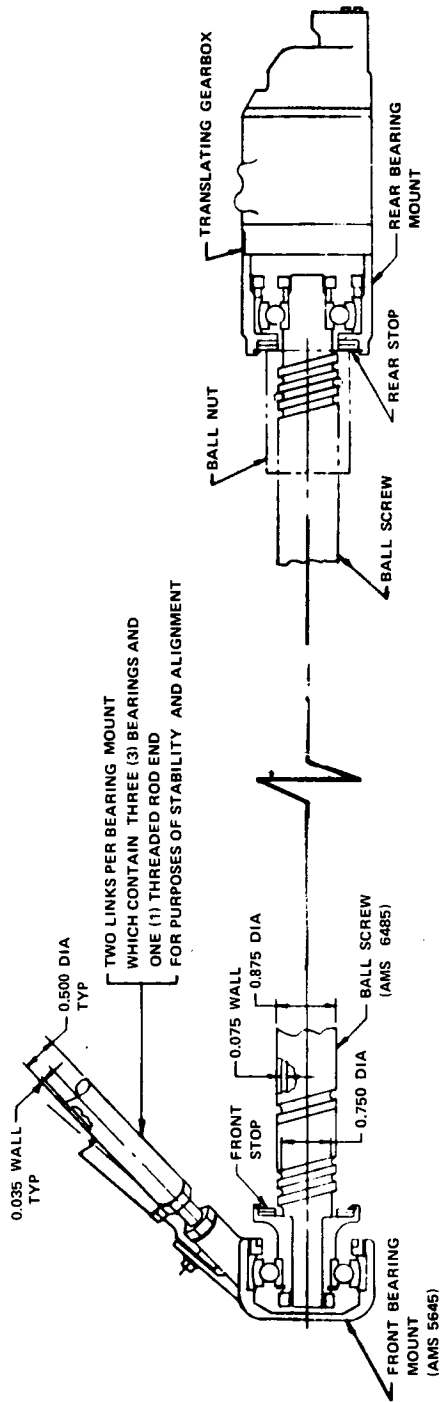 0.035 WALL
TYP
0.500 DIA
TYP
TWO LINKS PER BEARING MOUNT
WHICH CONTAIN THREE (3) BEARINGS AND
ONE (1) THREADED ROD END
FOR PURPOSES OF STABILITY AND ALIGNMENT
FRONT
STOP
0.075 WALL
0.875 DIA
0.750 DIA
BALL SCREW
(AMS 6485)
FRONT BEARING
MOUNT
(AMS 5645)
BALL NUT
TRANSLATING GEARBOX
BALL SCREW
REAR STOP
REAR BEARING
MOUNT